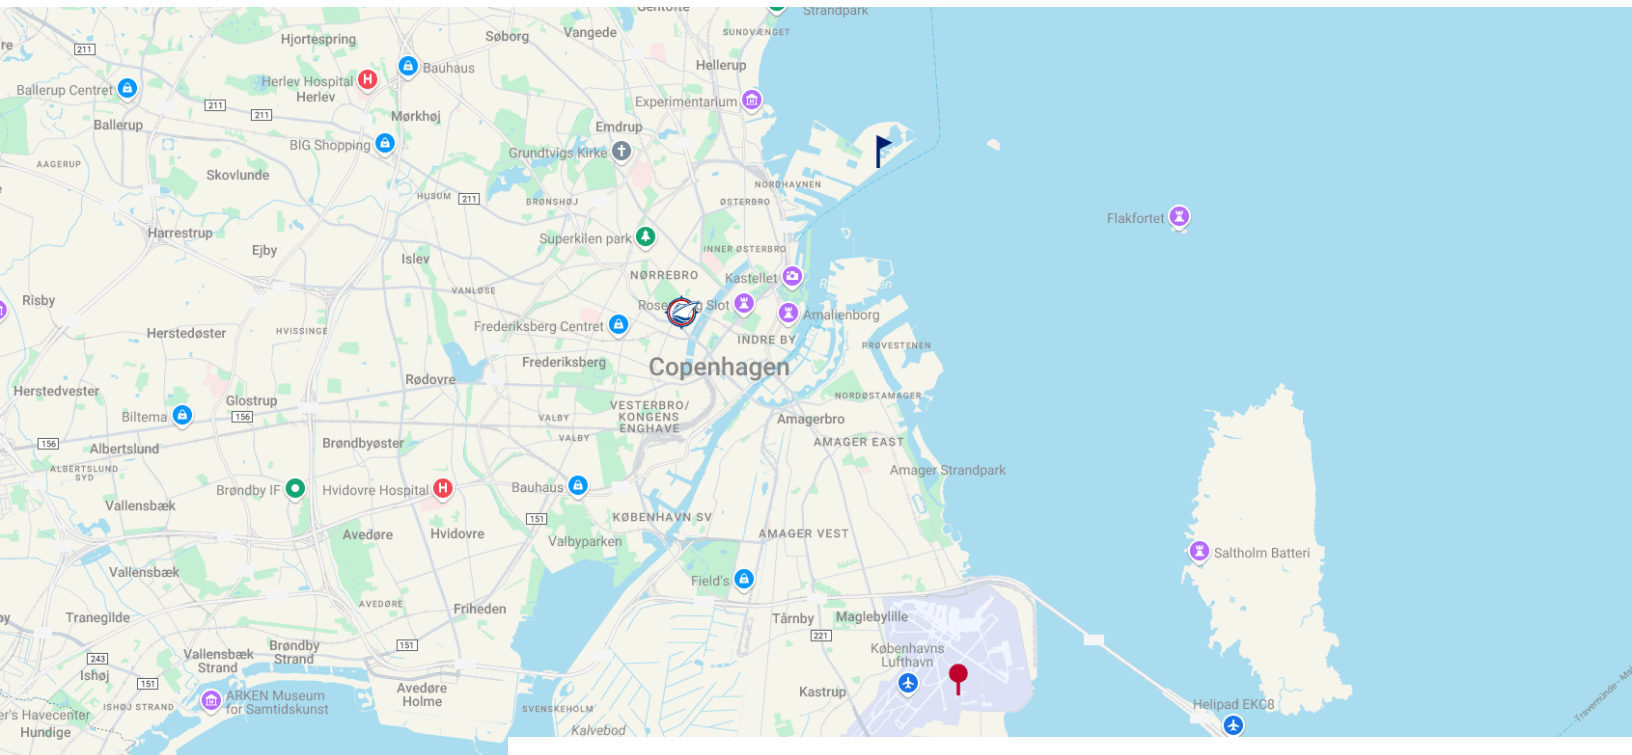 Gentofte
Strandpark
Søborg
Vangede
SUNDVÆNGET
Hjortespring
211
Hellerup
Bauhaus
Herlev Hospital
Herlev
Ballerup Centret
Experimentarium
211
211
Mørkhøj
Ballerup
Emdrup
BIG Shopping
Grundtvigs Kirke
AAGERUP
Skovlunde
NORDHAVNEN
HUSUM
211
BRØNSHØJ
ØSTERBRO
Flakfortet
Harrestrup
Superkilen park
Ejby
INNER ØSTERBRO
Islev
NØRREBRO
Kastellet
VANLØSE
Risby
Slot
Amalienborg
Herstedøster
HVISSINGE
Frederiksberg Centret
INDRE BY
PRØVESTENEN
Frederiksberg
Copenhagen
Rødovre
Herstedvester
Glostrup
NORDØSTAMAGER
Biltema
156
VESTERBRO/
KONGENS
ENGHAVE
VALBY
Amagerbro
156
Albertslund
Brøndbyøster
VALBY
AMAGER EAST
ALBERTSLUND
SYD
Amager Strandpark
Brøndby IF
Hvidovre Hospital
Bauhaus
Vallensbæk
151
KØBENHAVN SV
Avedøre
Hvidovre
Valbyparken
AMAGER VEST
Saltholm Batteri
Vallensbæk
Field's
AVEDØRE
Friheden
Tranegilde
Tårnby
Maglebylille
221
151
Brøndby
Strand
Vallensbæk
Strand
243
Ishøj
Københavns
Lufthavn
151
Avedøre
Holme
Kastrup
ARKEN Museum
for Samtidskunst
ISHØJ STRAND
SVENSKEHOLM
Helipad EKC8
er's Havecenter
Hundige
Kalvebod
Travemünde